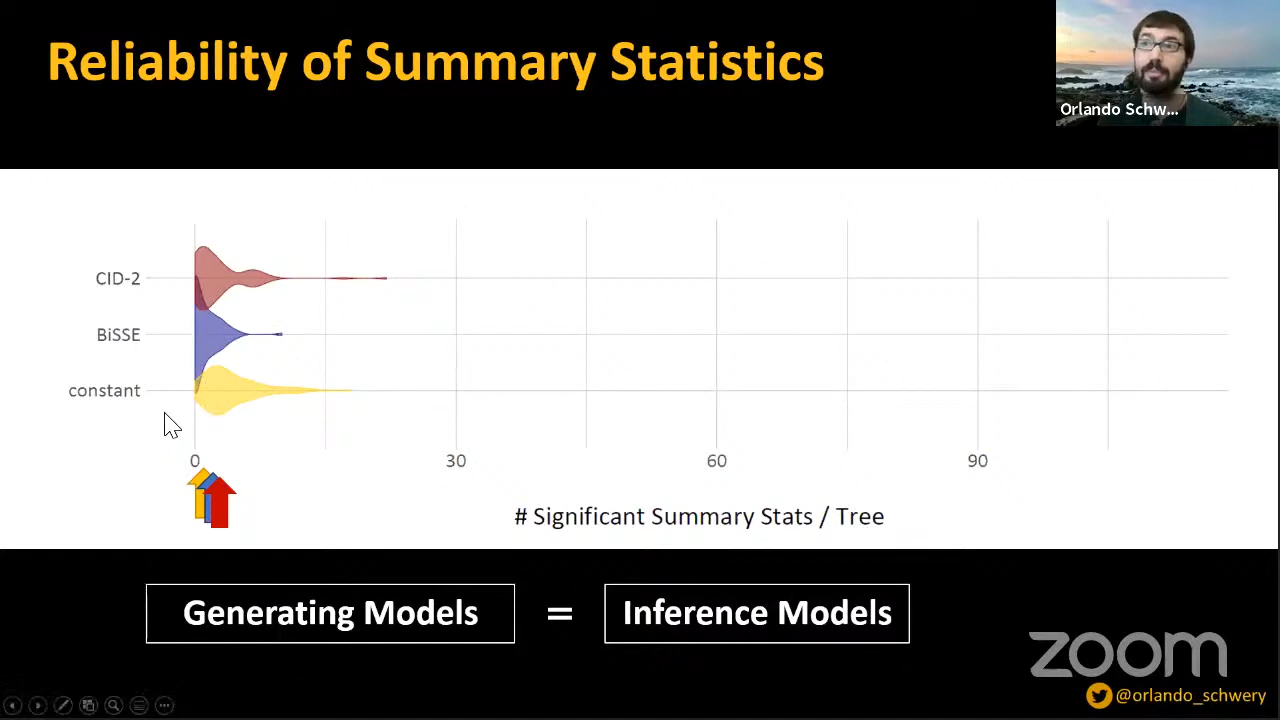 Reliability of Summary Statistics
Orlando Schw...
CID-2
BiSSE
constant
0
30
60
90
# Significant Summary Stats / Tree
Generating Models
=
Inference Models
zoom
@orlando_schwery